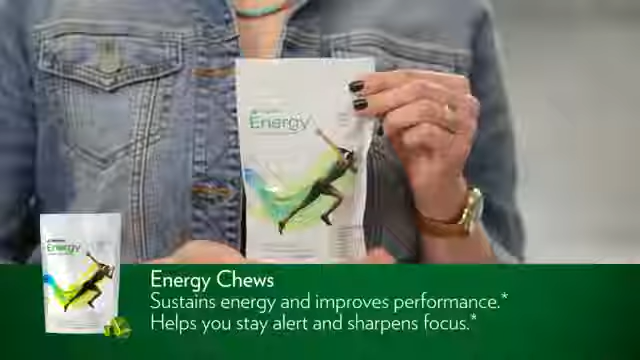 Energy
Energy
Energy Chews
Sustains energy and improves performance.*
Helps you stay alert and sharpens focus.*